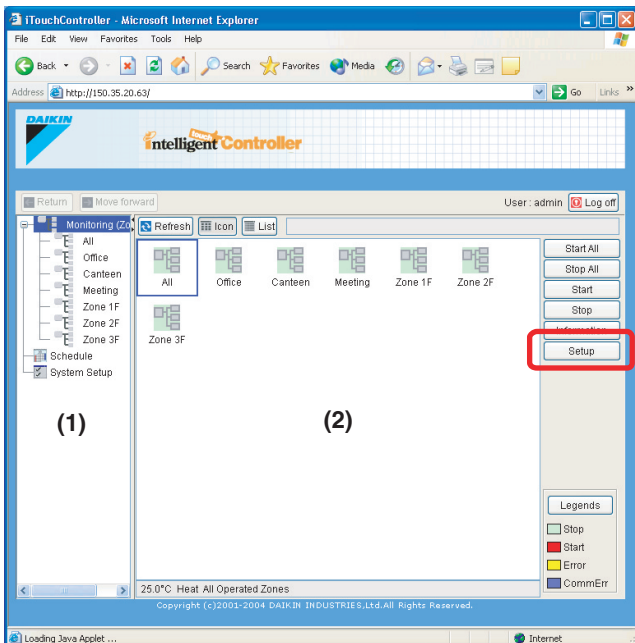 iTouchController - Microsoft Internet Explorer
File Edit View Favorites Tools Help
Back Search Favorites Media
Address http://150.35.20.63/ Go Links »
DAIKIN
intelligent touch Controller
Return Move forward User : admin Log off
Monitoring (Zo
All
Office
Canteen
Meeting
Zone 1F
Zone 2F
Zone 3F
Schedule
System Setup
(1)
Refresh Icon List
All Office Canteen Meeting Zone 1F Zone 2F
Zone 3F
(2)
Start All
Stop All
Start
Stop
Information
Setup
Legends
Stop
Start
Error
CommErr
25.0°C Heat All Operated Zones
Copyright (c)2001-2004 DAIKIN INDUSTRIES,Ltd.All Rights Reserved.
Loading Java Applet ... Internet